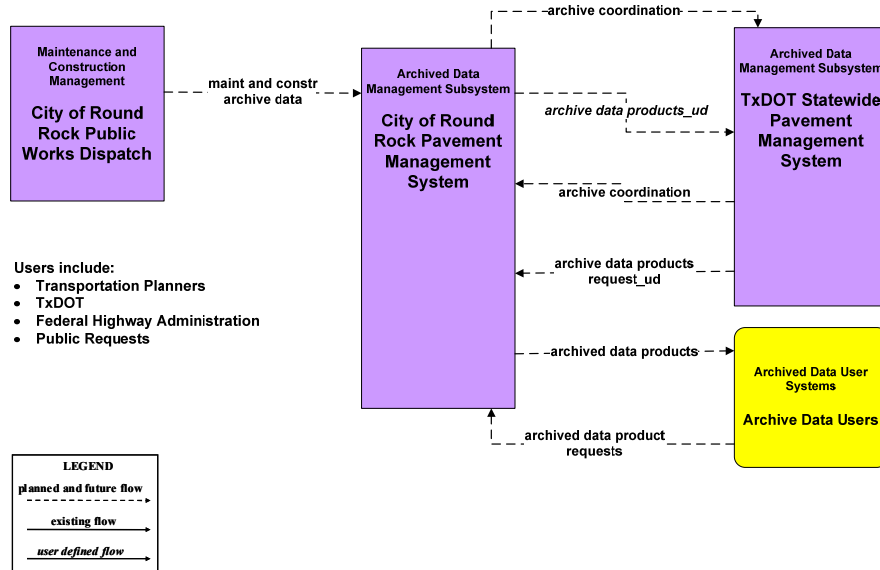 archive coordination
Maintenance and
Construction
Management
City of Round
Rock Public
Works Dispatch
maint and constr
archive data
Archived Data
Management Subsystem
City of Round
Rock Pavement
Management
System
archive data products_ud
archive coordination
archive data products
request_ud
archived data products
archived data product
requests
Archived Data
Management Subsystem
TxDOT Statewide
Pavement
Management
System
Archived Data User
Systems
Archive Data Users
Users include:
• Transportation Planners
• TxDOT
• Federal Highway Administration
• Public Requests
LEGEND
planned and future flow
existing flow
user defined flow